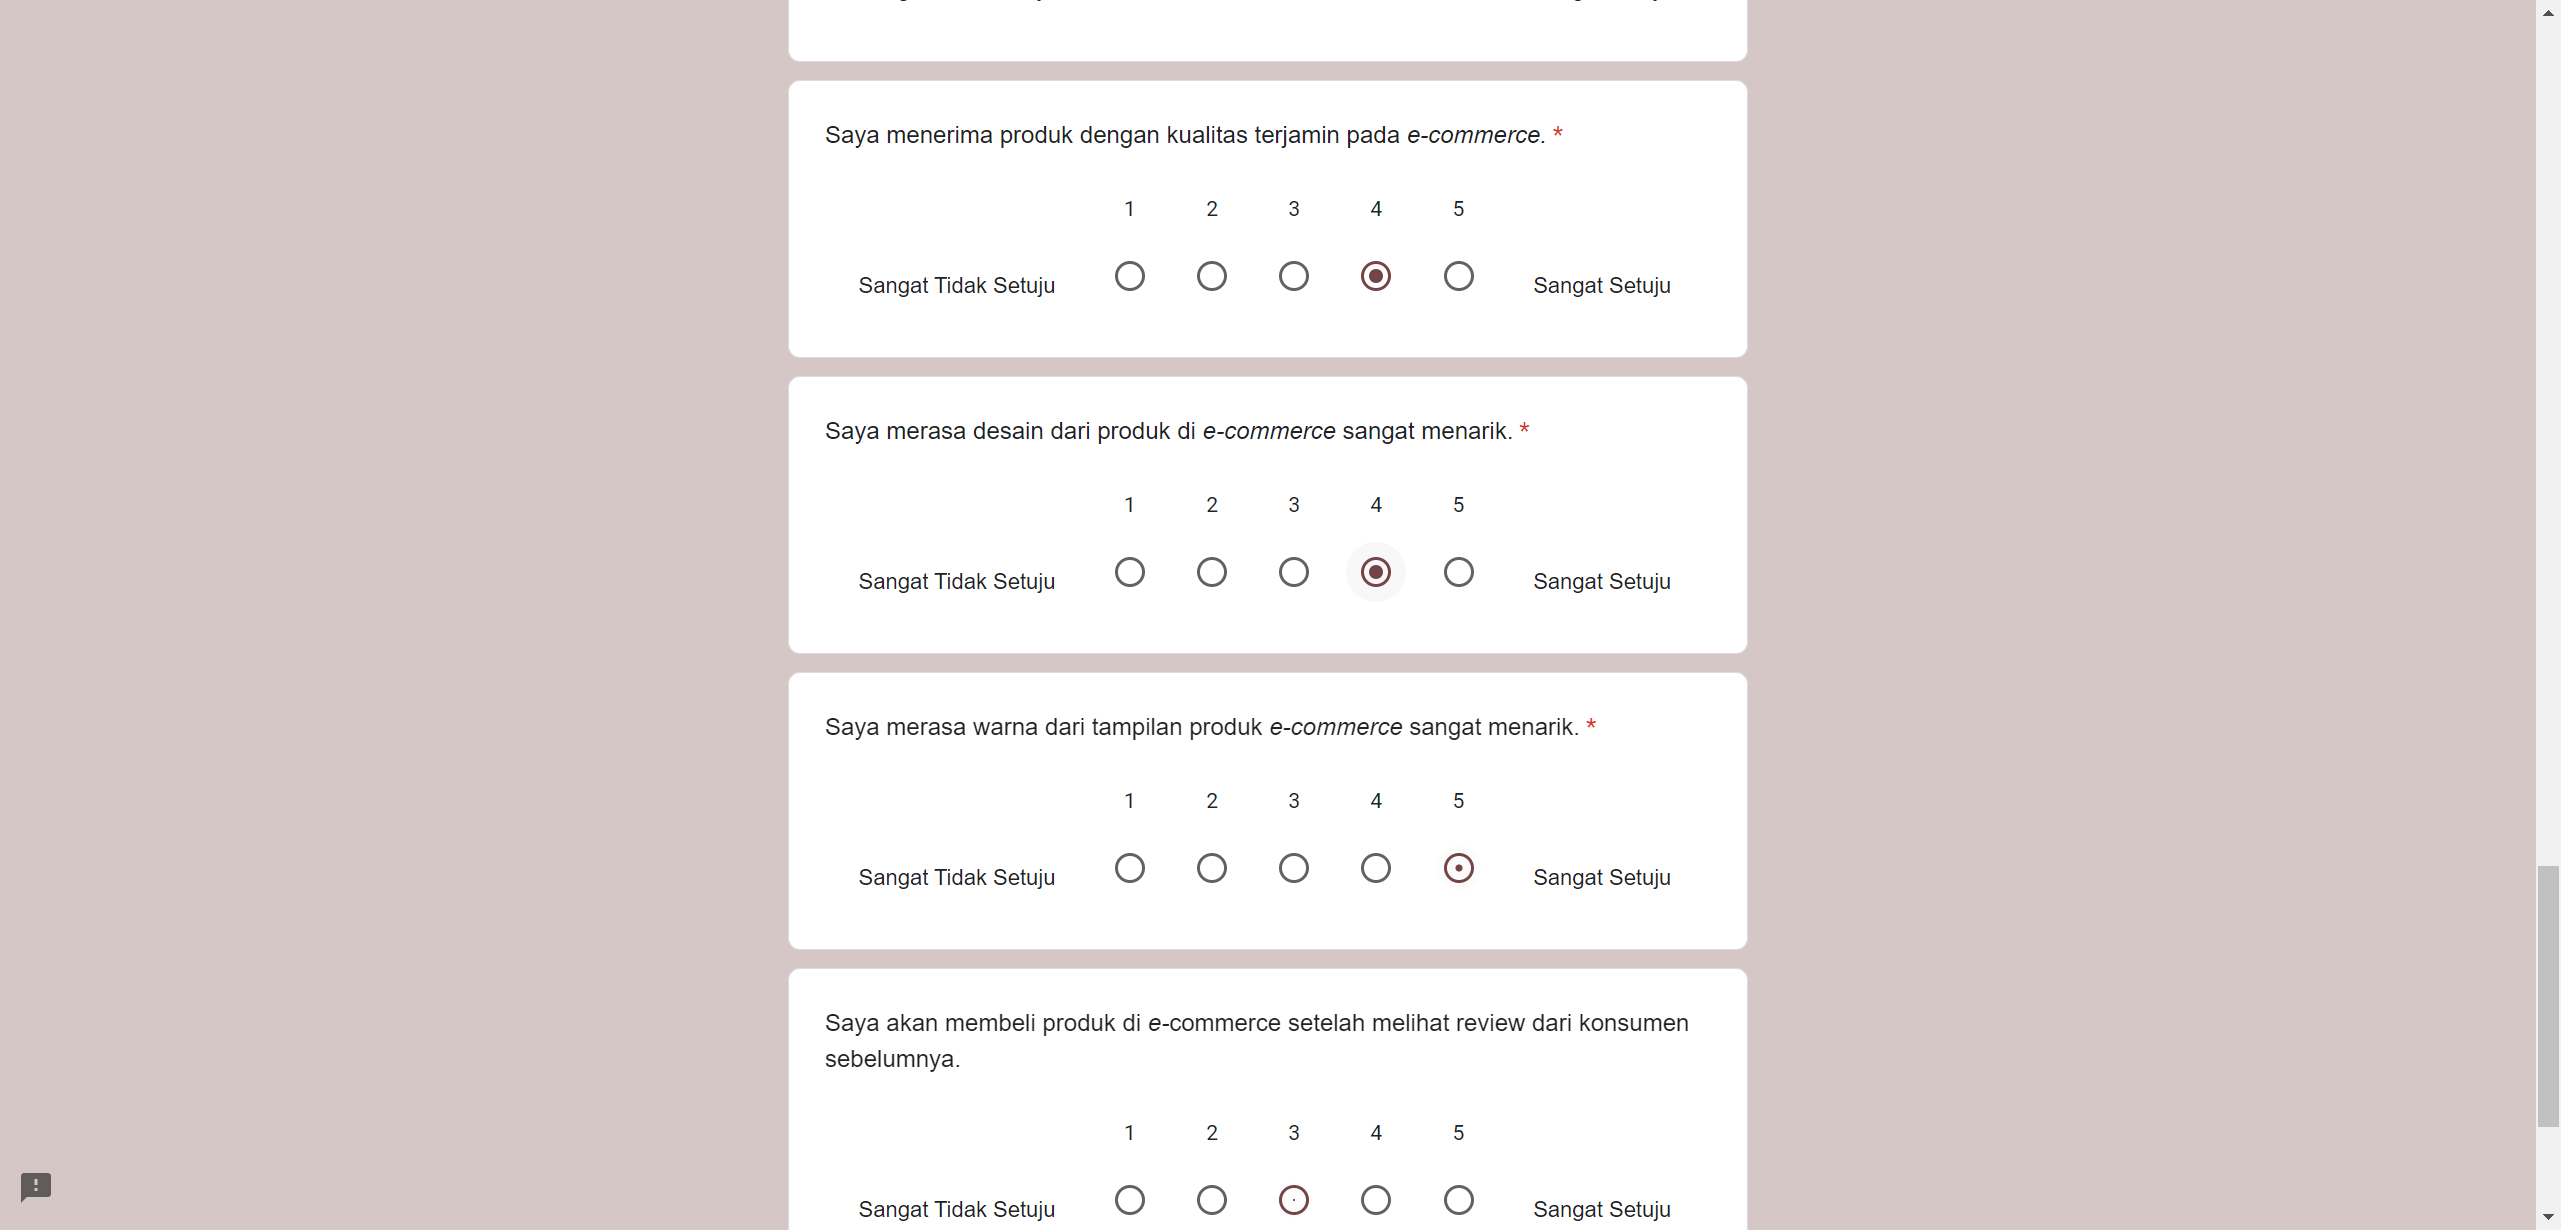 Saya menerima produk dengan kualitas terjamin pada e-commerce. *
1 2 3 4 5
Sangat Tidak Setuju Sangat Setuju
Saya merasa desain dari produk di e-commerce sangat menarik. *
1 2 3 4 5
Sangat Tidak Setuju Sangat Setuju
Saya merasa warna dari tampilan produk e-commerce sangat menarik. *
1 2 3 4 5
Sangat Tidak Setuju Sangat Setuju
Saya akan membeli produk di e-commerce setelah melihat review dari konsumen
sebelumnya.
1 2 3 4 5
Sangat Tidak Setuju Sangat Setuju